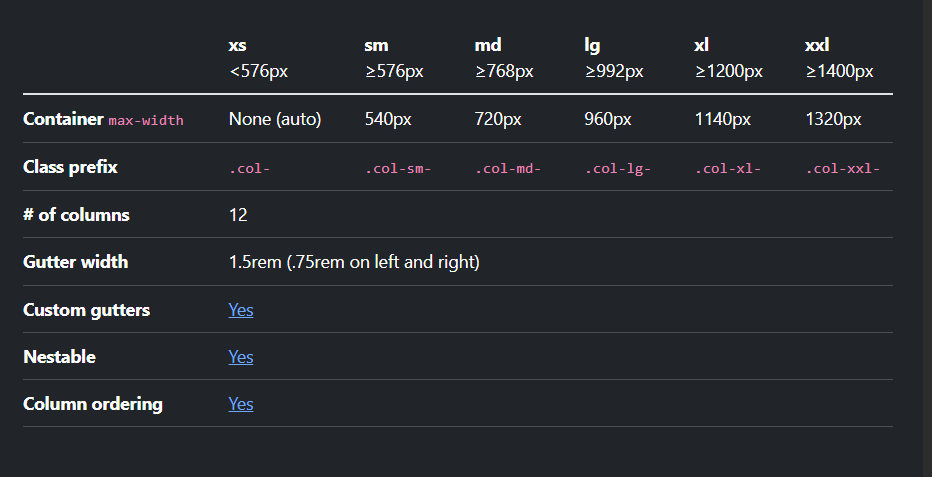 xs sm md lg xl xxl
<576px ≥576px ≥768px ≥992px ≥1200px ≥1400px
Container max-width None (auto) 540px 720px 960px 1140px 1320px
Class prefix .col- .col-sm- .col-md- .col-lg- .col-xl- .col-xxl-
# of columns 12
Gutter width 1.5rem (.75rem on left and right)
Custom gutters Yes
Nestable Yes
Column ordering Yes